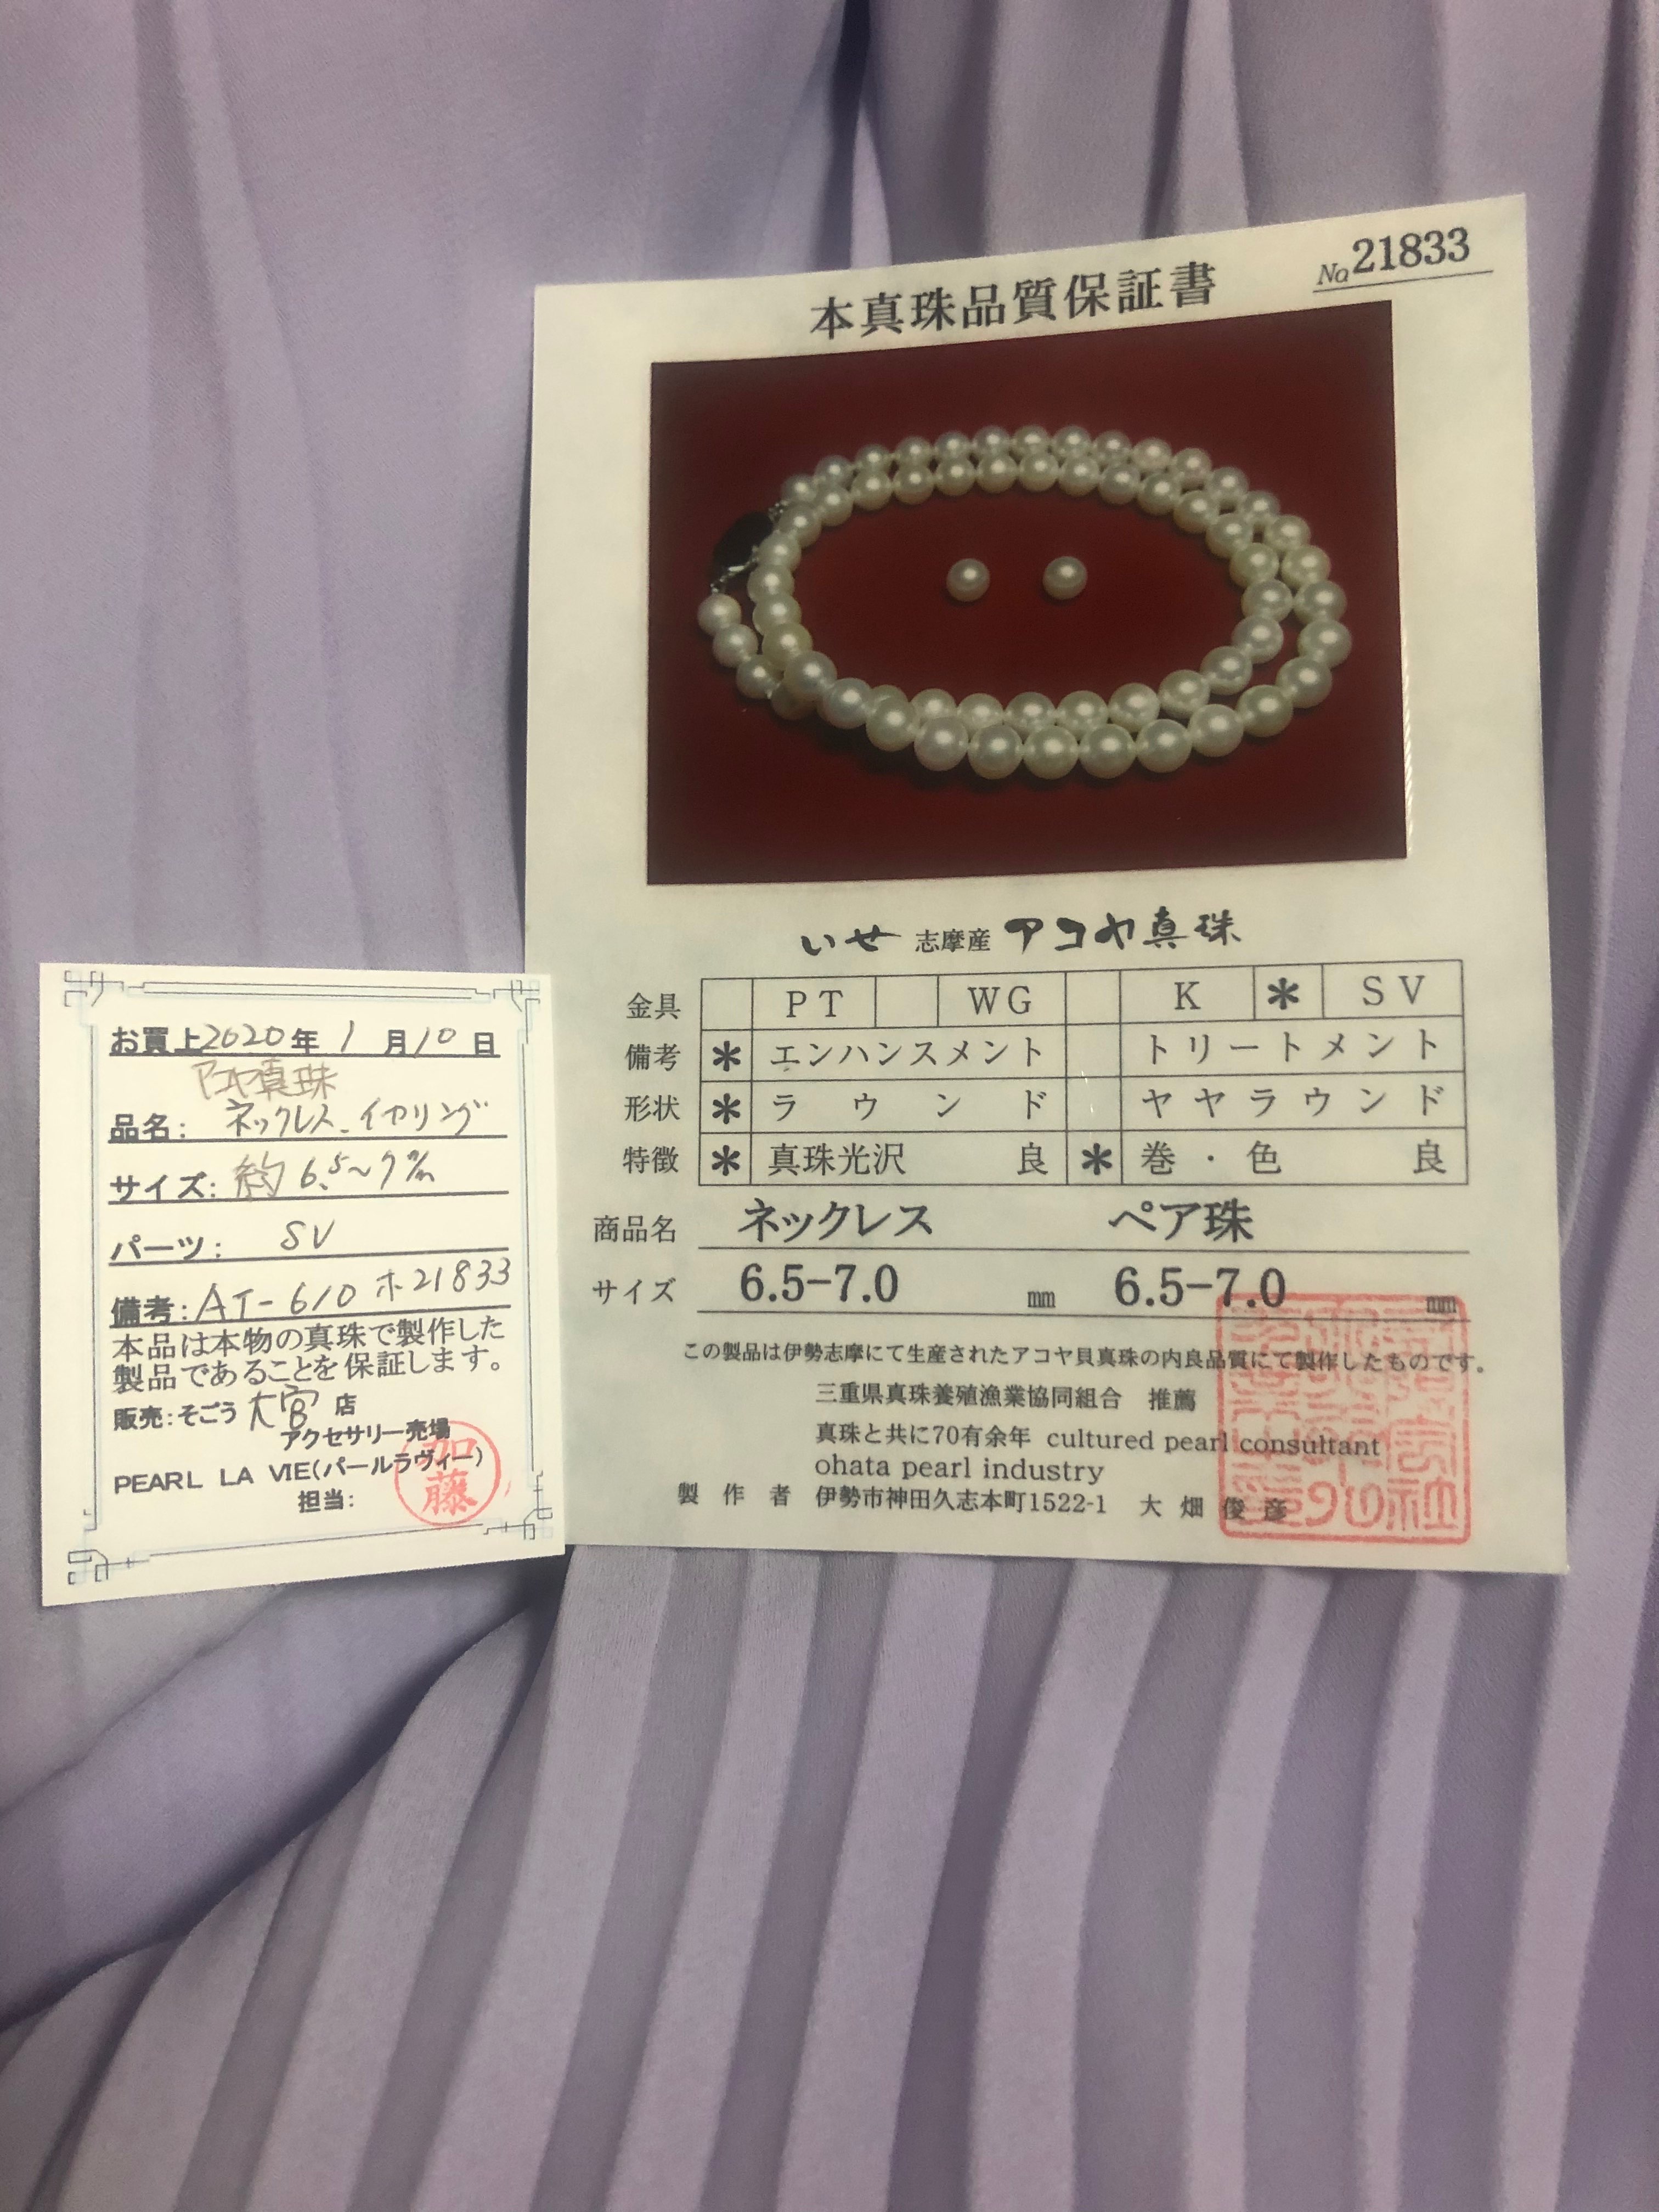 本真珠品質保証書
No 21833
いせ 志摩産 アコヤ真珠
金具 PT WG K * SV
備考 * エンハンスメント トリートメント
形状 * ラウンド ヤヤラウンド
特徴 * 真珠光沢 良 * 巻・色 良
商品名 ネックレス ペア珠
サイズ 6.5-7.0 mm 6.5-7.0 mm
この製品は伊勢志摩にて生産されたアコヤ貝真珠の内良品質にて製作したものです。
三重県真珠養殖漁業協同組合 推薦
真珠と共に70有余年 cultured pearl consultant
ohata pearl industry
製作者 伊勢市神田久志本町1522-1 大畑俊彦
お買上2020年1月10日
アコヤ真珠
品名: ネックレス、イヤリング
サイズ: 約6.5~7m/m
パーツ: SV
備考: AT-610 ホ21833
本品は本物の真珠で製作した
製品であることを保証します。
販売:そごう 大宮 店
アクセサリー売場
PEARL LA VIE(パールラヴィー)
担当: 加藤